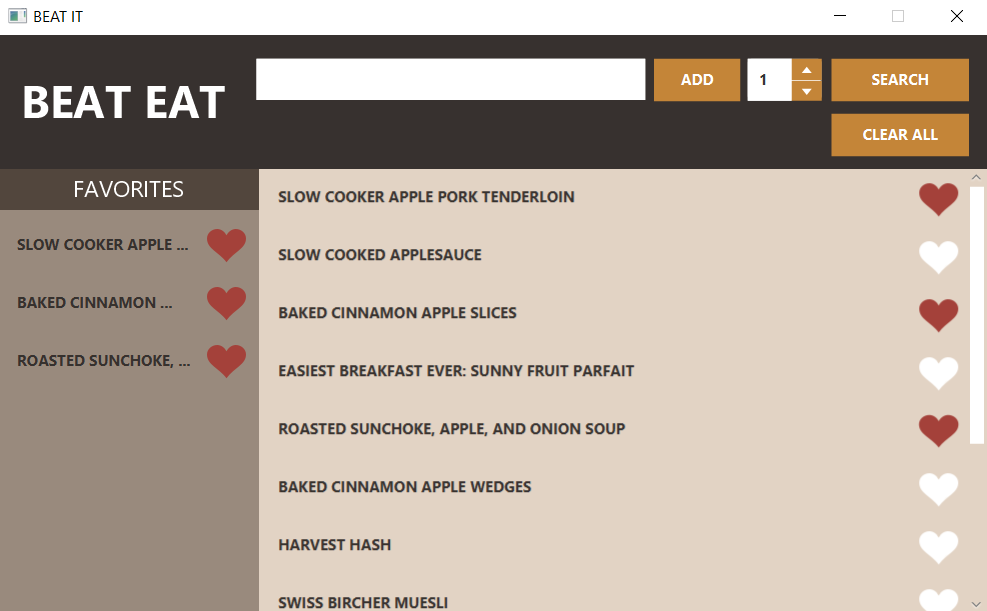 BEAT IT
BEAT EAT
ADD
1
SEARCH
CLEAR ALL
FAVORITES
SLOW COOKER APPLE ...
BAKED CINNAMON ...
ROASTED SUNCHOKE, ...
SLOW COOKER APPLE PORK TENDERLOIN
SLOW COOKED APPLESAUCE
BAKED CINNAMON APPLE SLICES
EASIEST BREAKFAST EVER: SUNNY FRUIT PARFAIT
ROASTED SUNCHOKE, APPLE, AND ONION SOUP
BAKED CINNAMON APPLE WEDGES
HARVEST HASH
SWISS BIRCHER MUESLI